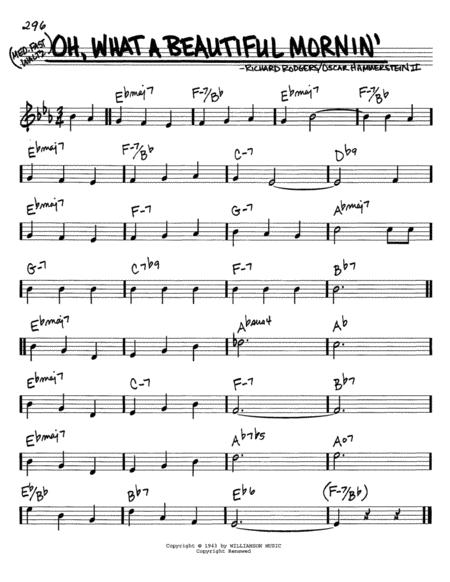 296
(MED.-FAST WALTZ) OH, WHAT A BEAUTIFUL MORNIN'
-RICHARD RODGERS/OSCAR HAMMERSTEIN II
3/4 Ebmaj7 F-7/Bb Ebmaj7 F-7/Bb
Ebmaj7 F-7/Bb C-7 Db9
Ebmaj7 F-7 G-7 Abmaj7
G-7 C7b9 F-7 Bb7
Ebmaj7 Absus4 Ab
Ebmaj7 C-7 F-7 Bb7
Ebmaj7 Ab7b5 Ao7
Eb/Bb Bb7 Eb6 (F-7/Bb)
Copyright © 1943 by WILLIAMSON MUSIC
Copyright Renewed